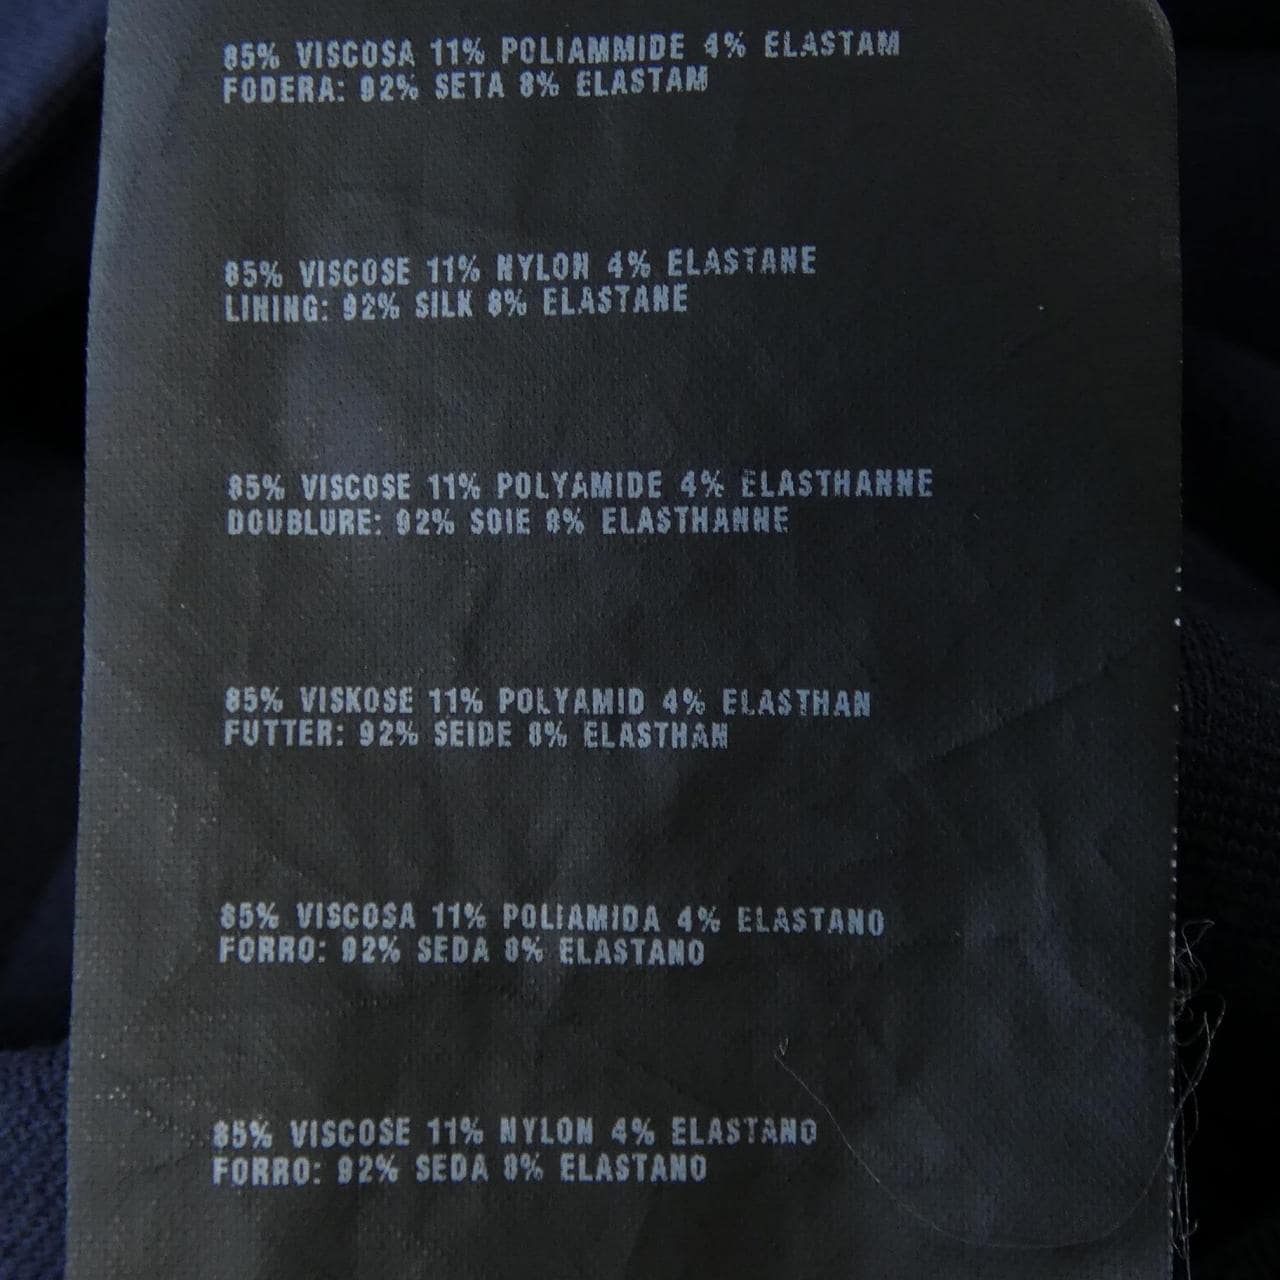 85% VISCOSA 11% POLIAMMIDE 4% ELASTAM
FODERA: 92% SETA 8% ELASTAM
85% VISCOSE 11% NYLON 4% ELASTANE
LINING: 92% SILK 8% ELASTANE
85% VISCOSE 11% POLYAMIDE 4% ELASTHANNE
DOUBLURE: 92% SOIE 8% ELASTHANNE
85% VISKOSE 11% POLYAMID 4% ELASTHAN
FUTTER: 92% SEIDE 8% ELASTHAN
85% VISCOSA 11% POLIAMIDA 4% ELASTANO
FORRO: 92% SEDA 8% ELASTANO
85% VISCOSE 11% NYLON 4% ELASTANO
FORRO: 92% SEDA 8% ELASTANO